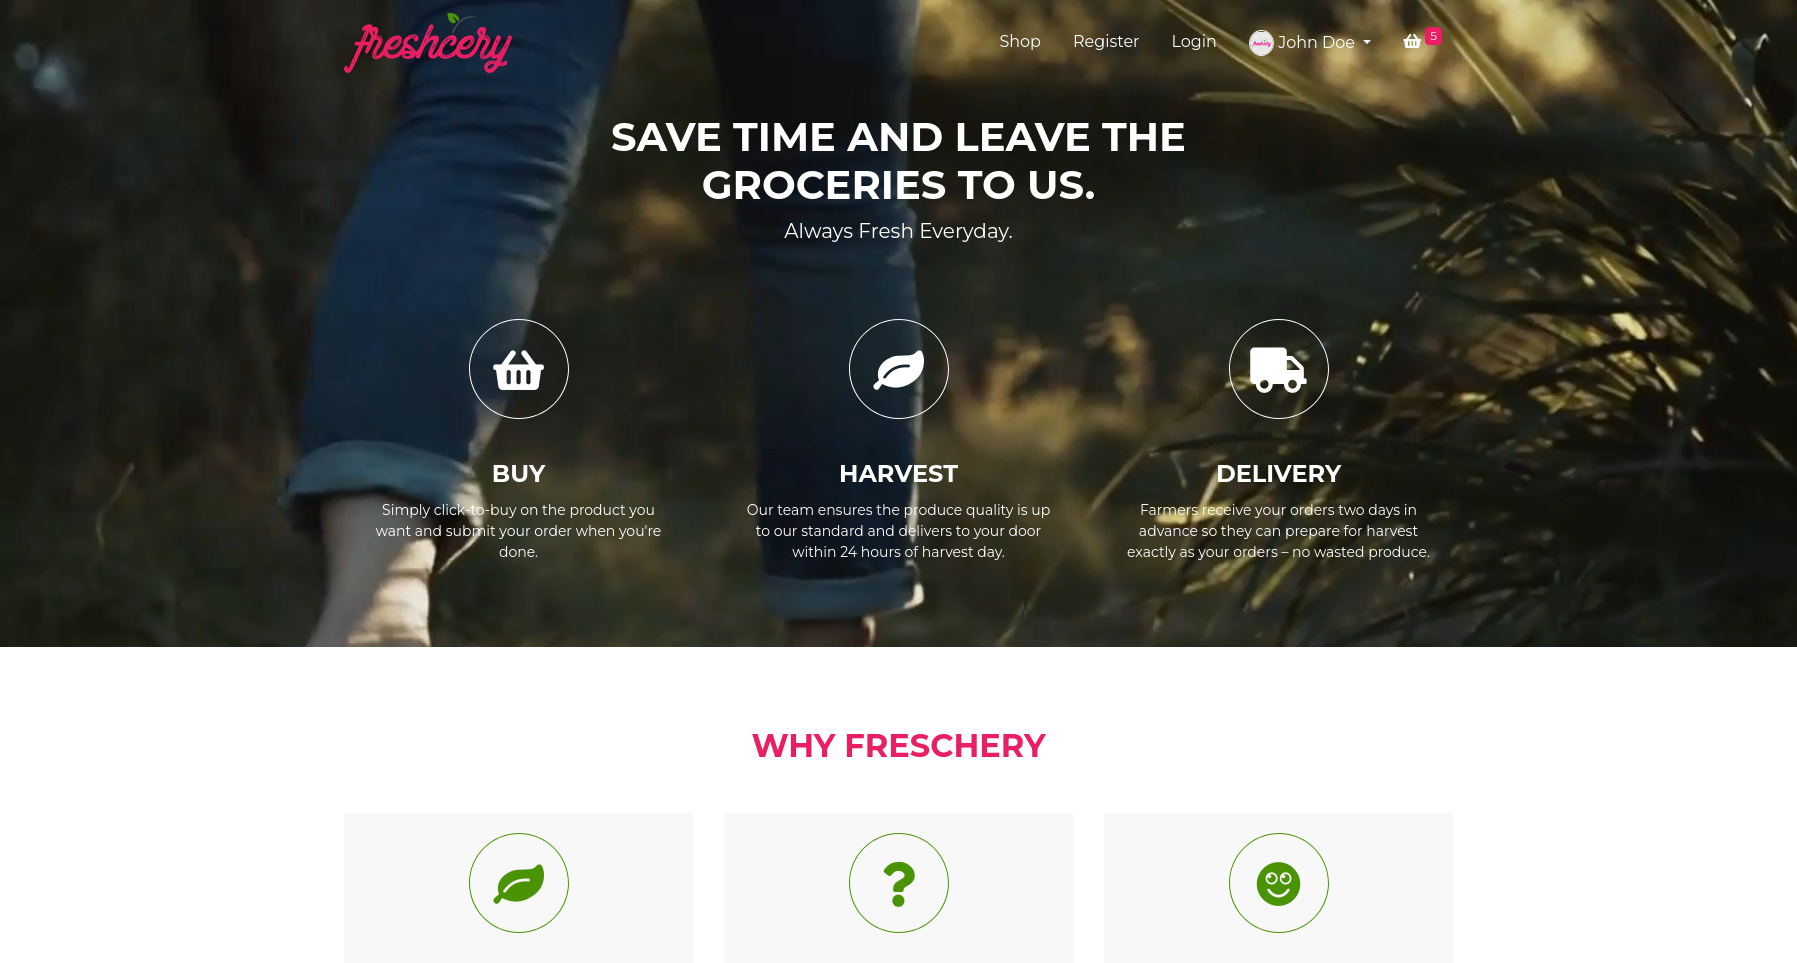 freshcery
Shop Register Login John Doe 5
SAVE TIME AND LEAVE THE
GROCERIES TO US.
Always Fresh Everyday.
BUY
Simply click-to-buy on the product you
want and submit your order when you're
done.
HARVEST
Our team ensures the produce quality is up
to our standard and delivers to your door
within 24 hours of harvest day.
DELIVERY
Farmers receive your orders two days in
advance so they can prepare for harvest
exactly as your orders – no wasted produce.
WHY FRESCHERY